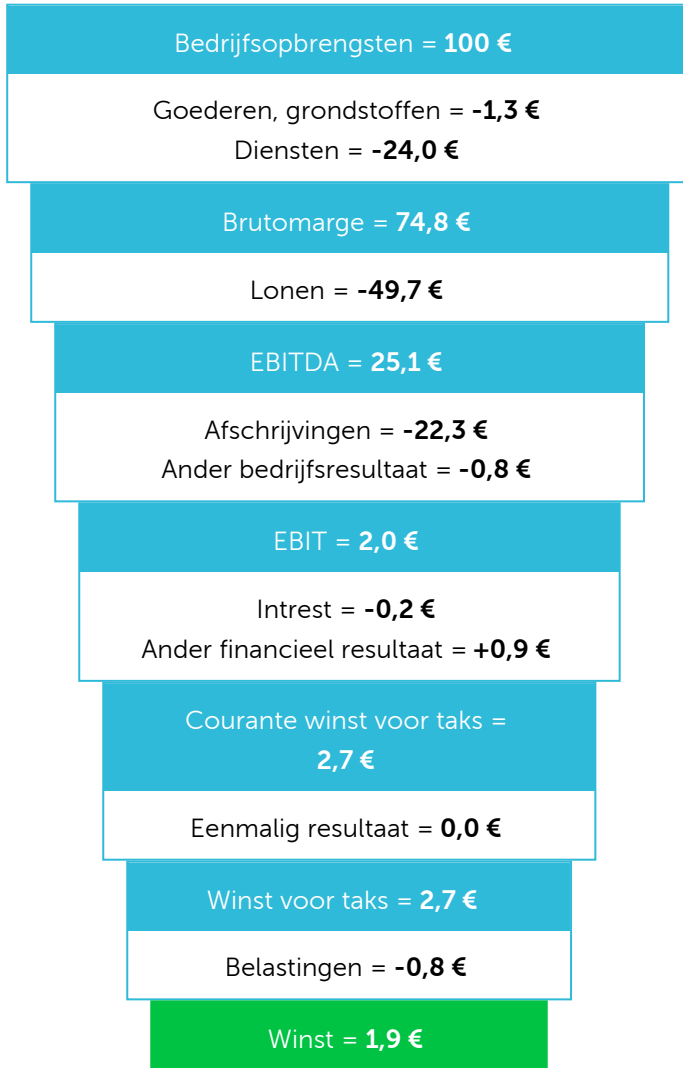 Bedrijfsopbrengsten = 100 €
Goederen, grondstoffen = -1,3 €
Diensten = -24,0 €
Brutomarge = 74,8 €
Lonen = -49,7 €
EBITDA = 25,1 €
Afschrijvingen = -22,3 €
Ander bedrijfsresultaat = -0,8 €
EBIT = 2,0 €
Intrest = -0,2 €
Ander financieel resultaat = +0,9 €
Courante winst voor taks =
2,7 €
Eenmalig resultaat = 0,0 €
Winst voor taks = 2,7 €
Belastingen = -0,8 €
Winst = 1,9 €